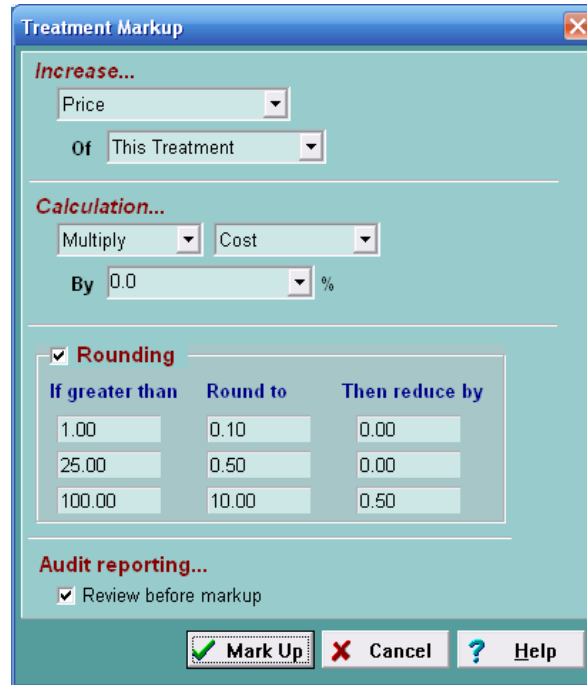 Treatment Markup
Increase...
Price
Of This Treatment
Calculation...
Multiply Cost
By 0.0 %
Rounding
If greater than Round to Then reduce by
1.00 0.10 0.00
25.00 0.50 0.00
100.00 10.00 0.50
Audit reporting...
Review before markup
Mark Up Cancel ? Help